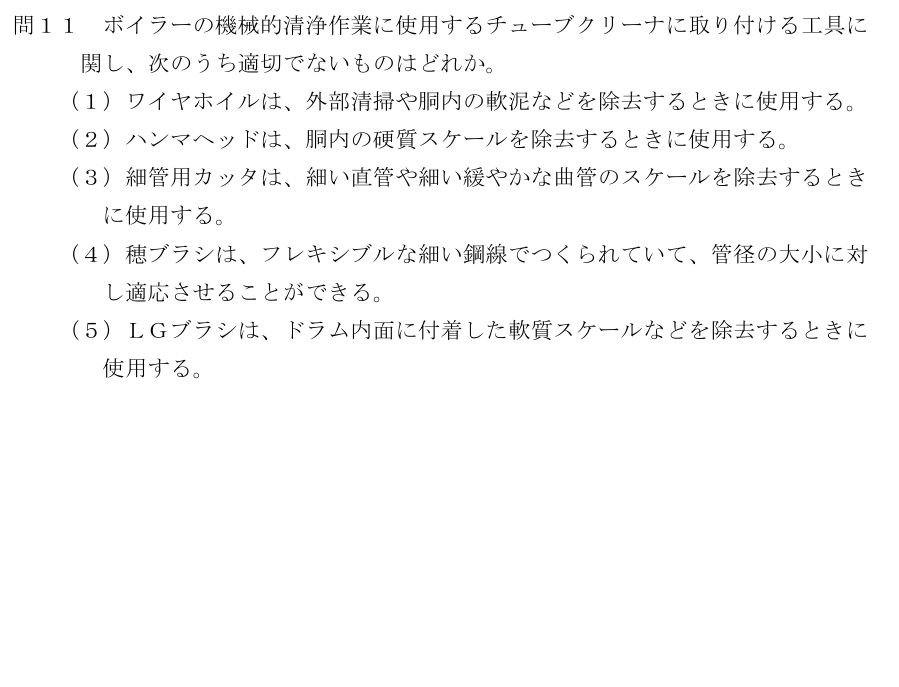 問１１　ボイラーの機械的清浄作業に使用するチューブクリーナに取り付ける工具に
関し、次のうち適切でないものはどれか。
（１）ワイヤホイルは、外部清掃や胴内の軟泥などを除去するときに使用する。
（２）ハンマヘッドは、胴内の硬質スケールを除去するときに使用する。
（３）細管用カッタは、細い直管や細い緩やかな曲管のスケールを除去するとき
に使用する。
（４）穂ブラシは、フレキシブルな細い鋼線でつくられていて、管径の大小に対
し適応させることができる。
（５）ＬＧブラシは、ドラム内面に付着した軟質スケールなどを除去するときに
使用する。